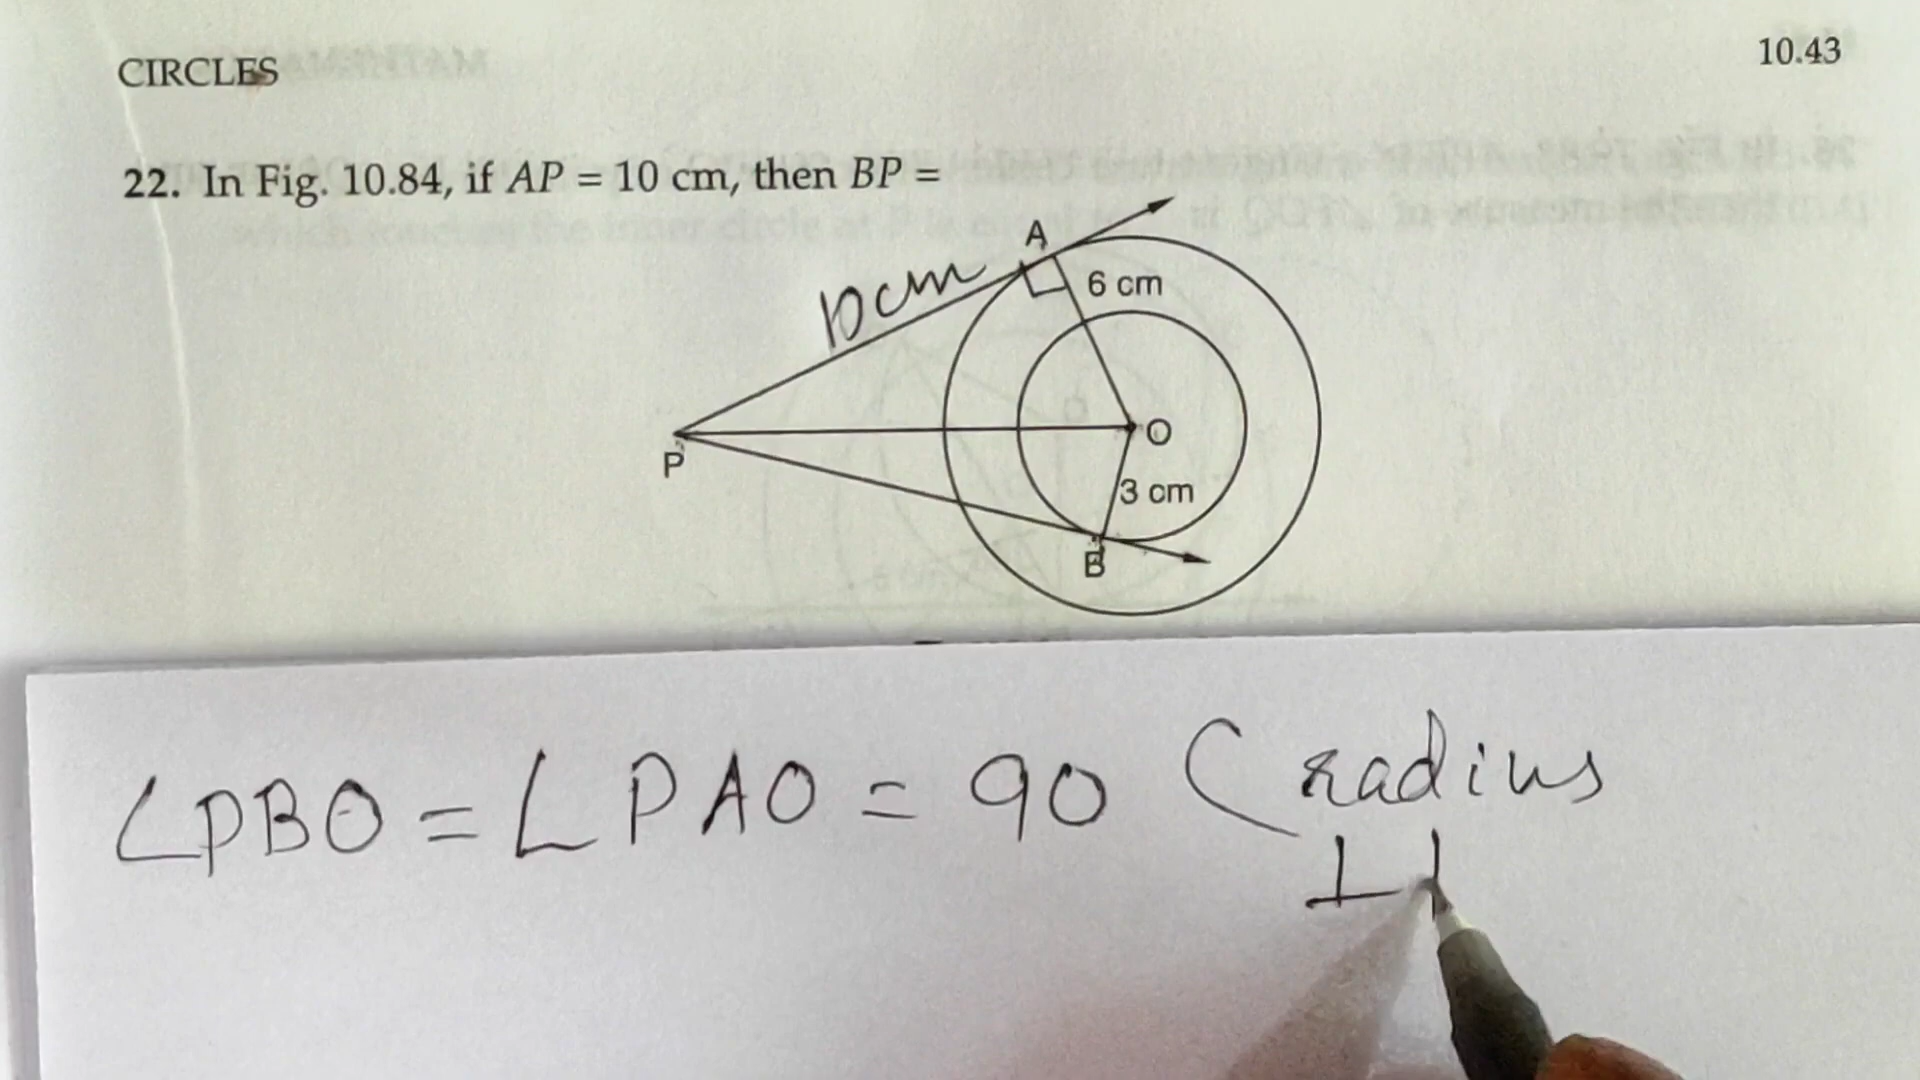 CIRCLES
10.43
22. In Fig. 10.84, if AP = 10 cm, then BP =
A
10cm
6 cm
P
O
3 cm
B
∠PBO = ∠PAO = 90 (radius
⊥